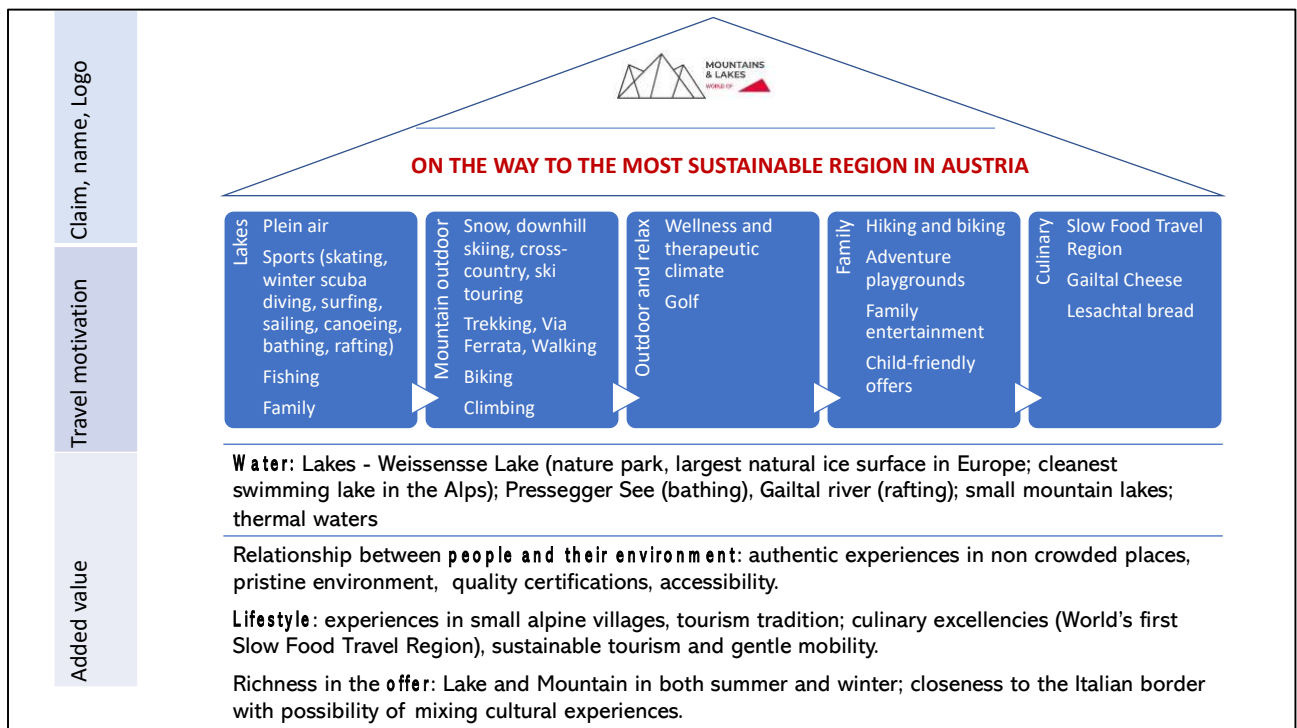 Claim, name, Logo
MOUNTAINS
& LAKES
WORLD OF
ON THE WAY TO THE MOST SUSTAINABLE REGION IN AUSTRIA
Travel motivation
Lakes
Plein air
Sports (skating,
winter scuba
diving, surfing,
sailing, canoeing,
bathing, rafting)
Fishing
Family
Mountain outdoor
Snow, downhill
skiing, cross-
country, ski
touring
Trekking, Via
Ferrata, Walking
Biking
Climbing
Outdoor and relax
Wellness and
therapeutic
climate
Golf
Family
Hiking and biking
Adventure
playgrounds
Family
entertainment
Child-friendly
offers
Culinary
Slow Food Travel
Region
Gailtal Cheese
Lesachtal bread
Added value
Water: Lakes - Weissensse Lake (nature park, largest natural ice surface in Europe; cleanest
swimming lake in the Alps); Pressegger See (bathing), Gailtal river (rafting); small mountain lakes;
thermal waters
Relationship between people and their environment: authentic experiences in non crowded places,
pristine environment, quality certifications, accessibility.
Lifestyle: experiences in small alpine villages, tourism tradition; culinary excellencies (World's first
Slow Food Travel Region), sustainable tourism and gentle mobility.
Richness in the offer: Lake and Mountain in both summer and winter; closeness to the Italian border
with possibility of mixing cultural experiences.